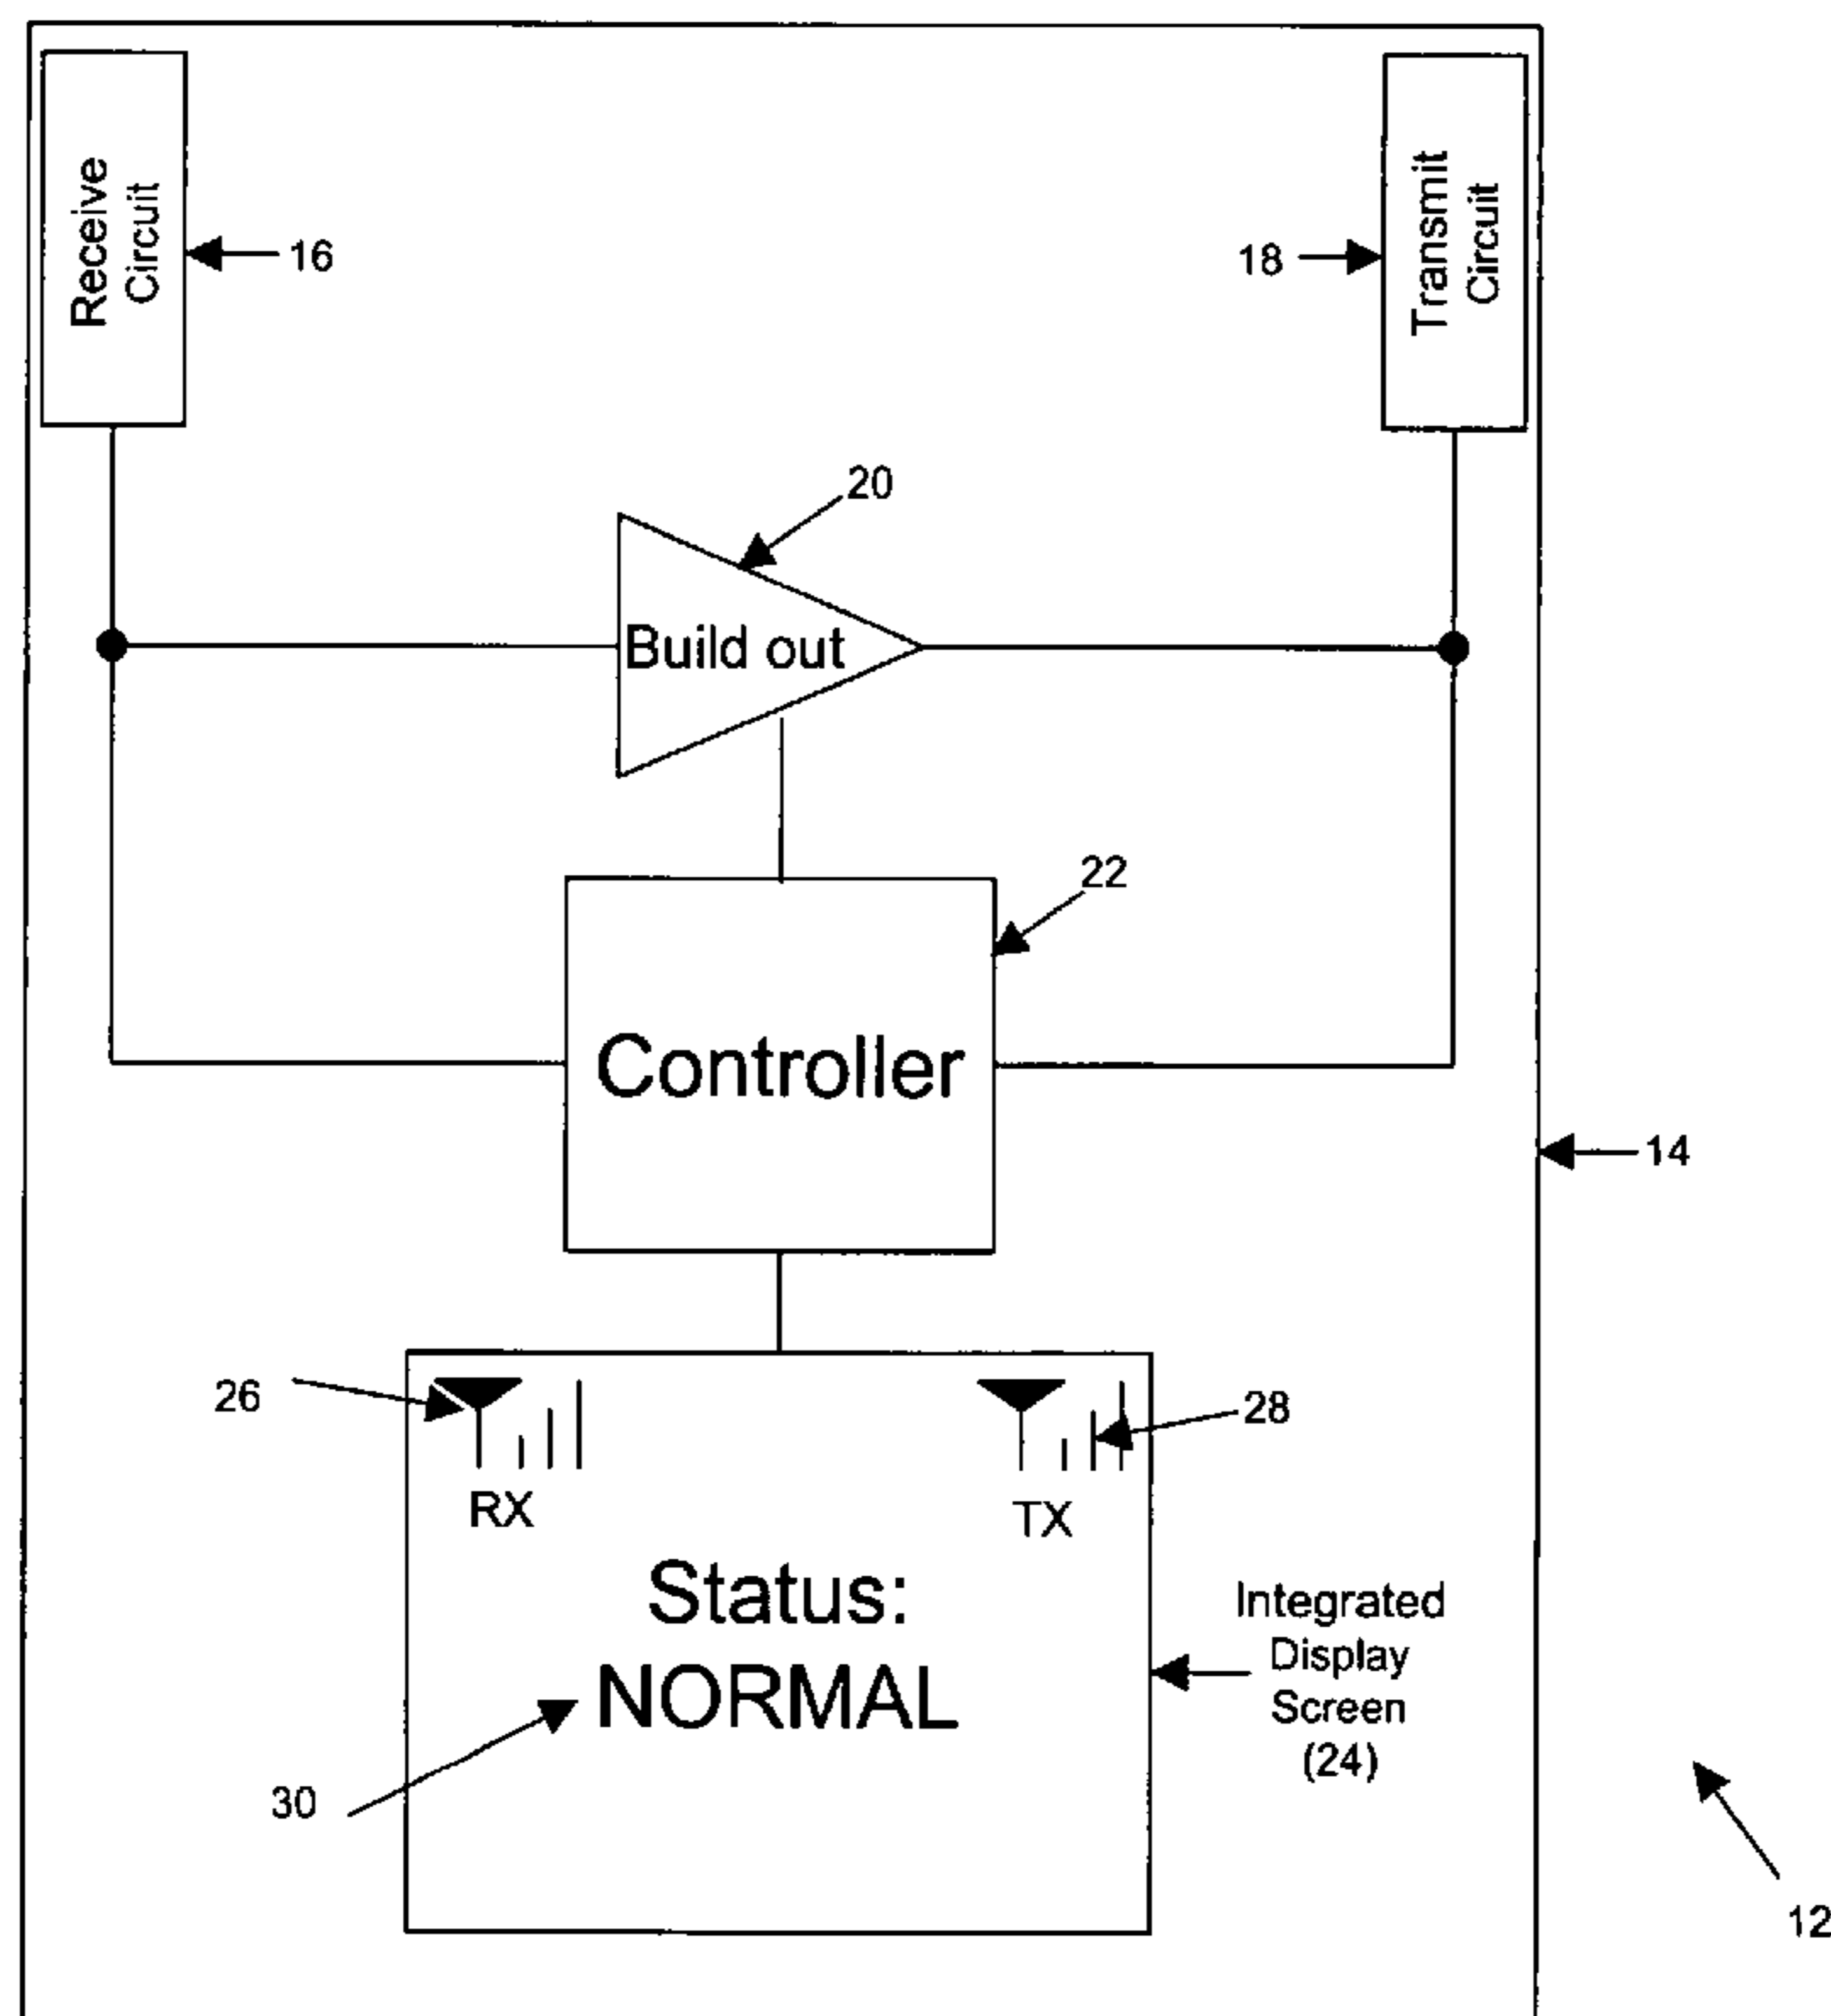 Receive
Circuit
16
18
Transmit
Circuit
20
Build out
22
Controller
14
26
28
RX
TX
Status:
NORMAL
Integrated
Display
Screen
(24)
30
12